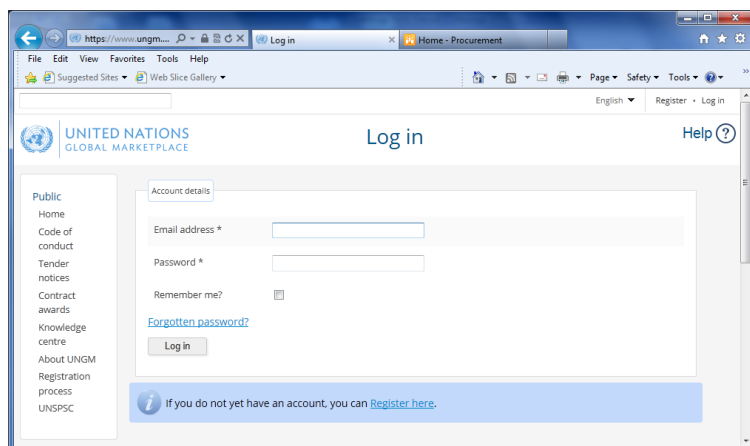 https://www.ungm....
Log in
Home - Procurement
File Edit View Favorites Tools Help
Suggested Sites Web Slice Gallery
Page Safety Tools
English Register Log in
UNITED NATIONS
GLOBAL MARKETPLACE
Log in
Help ?
Public
Home
Code of
conduct
Tender
notices
Contract
awards
Knowledge
centre
About UNGM
Registration
process
UNSPSC
Account details
Email address *
Password *
Remember me?
Forgotten password?
Log in
If you do not yet have an account, you can Register here.